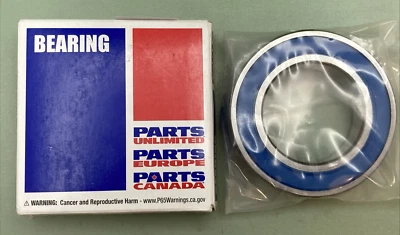 BEARING
PARTS
UNLIMITED
PARTS
EUROPE
PARTS
CANADA
⚠ WARNING: Cancer and Reproductive Harm - www.P65Warnings.ca.gov